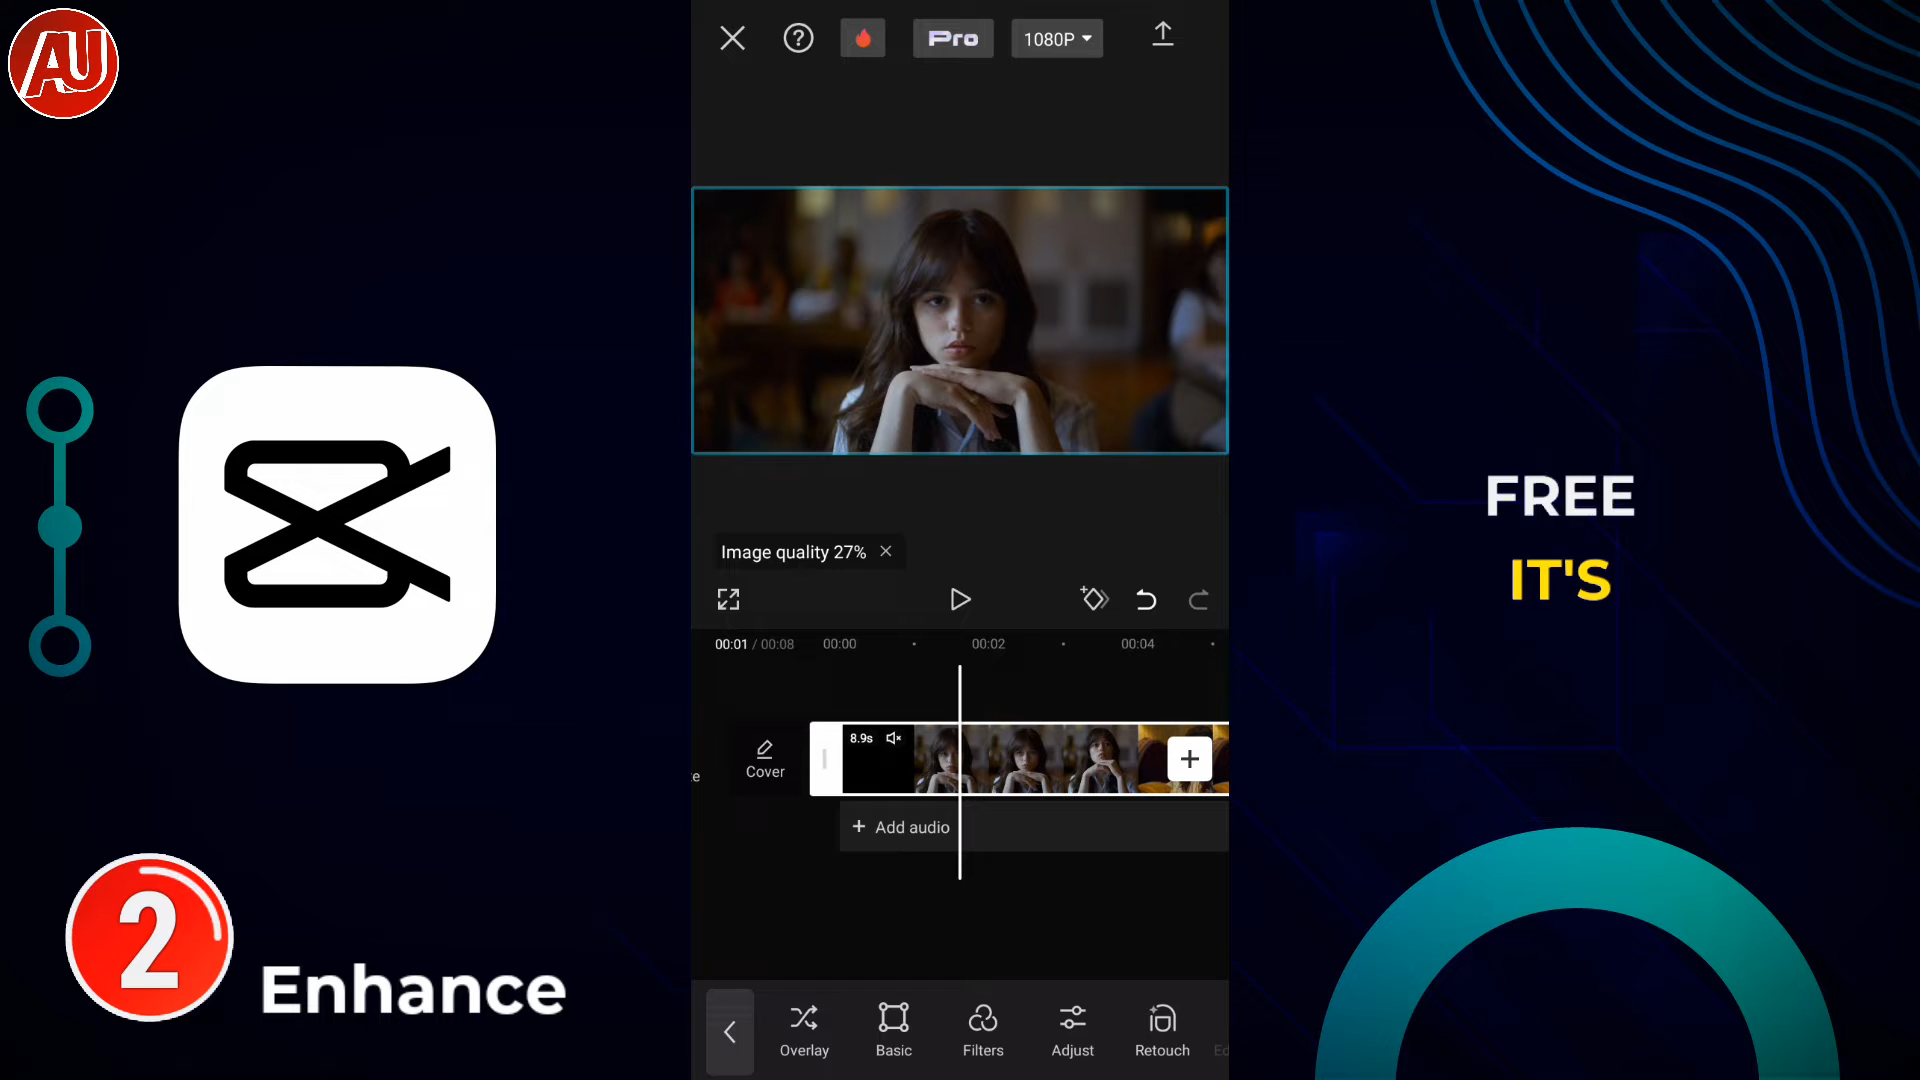 AU
Pro
1080P
FREE
IT'S
Image quality 27%
00:01 / 00:08
00:00
00:02
00:04
8.9s
Cover
+ Add audio
2
Enhance
Overlay
Basic
Filters
Adjust
Retouch